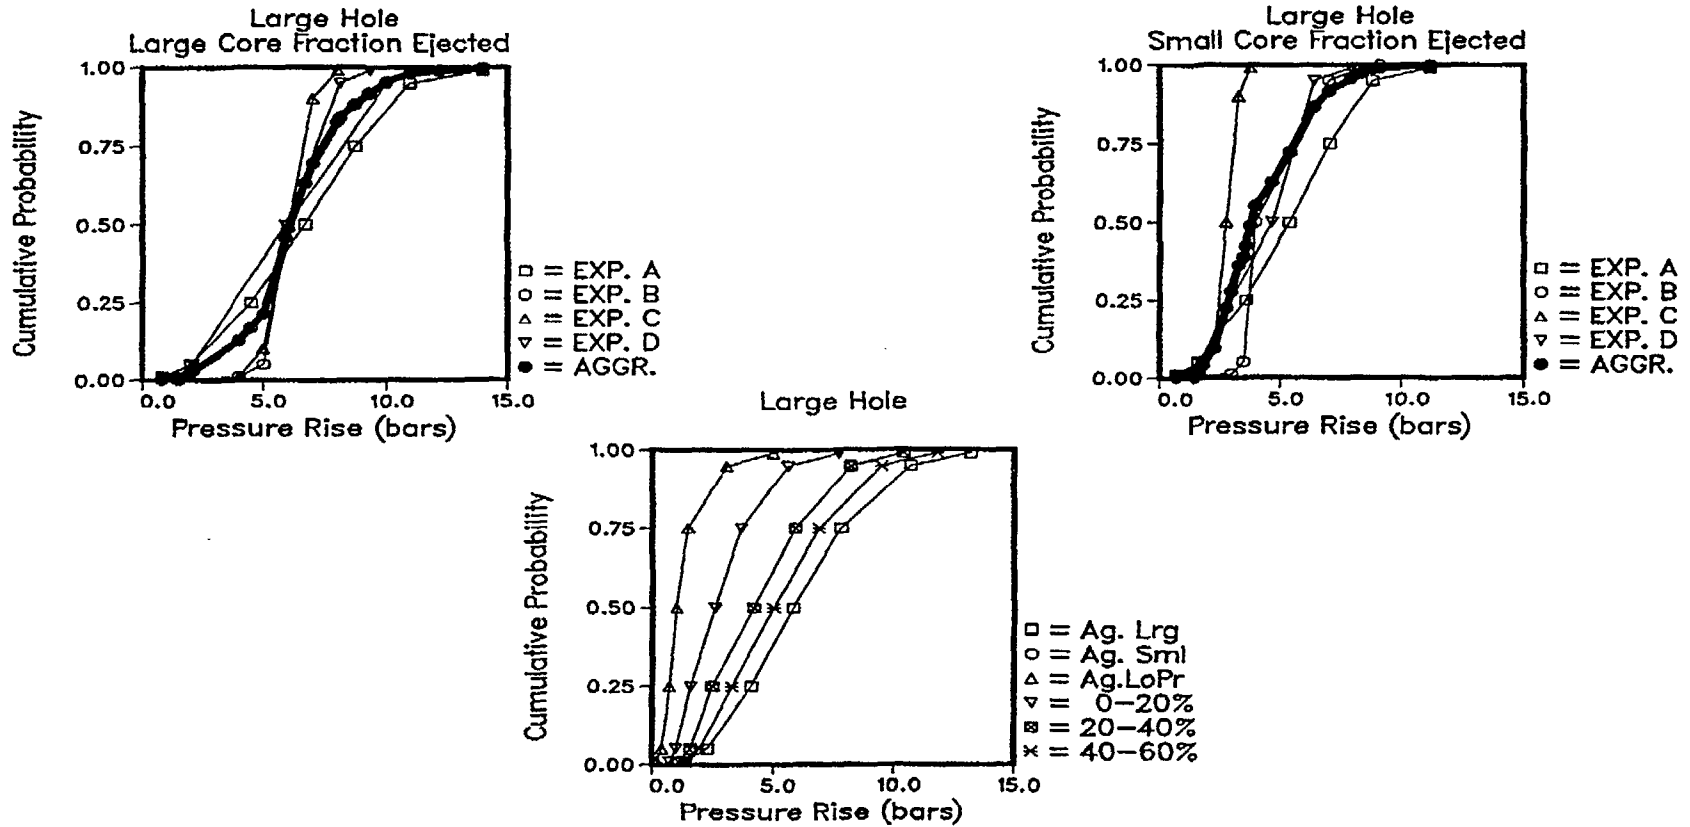 Large Hole
Large Core Fraction Ejected
1.00
0.75
0.50
0.25
0.00
Cumulative Probability
0.0 5.0 10.0 15.0
Pressure Rise (bars)
= EXP. A
= EXP. B
= EXP. C
= EXP. D
= AGGR.
Large Hole
Small Core Fraction Ejected
1.00
0.75
0.50
0.25
0.00
Cumulative Probability
0.0 5.0 10.0 15.0
Pressure Rise (bars)
= EXP. A
= EXP. B
= EXP. C
= EXP. D
= AGGR.
Large Hole
1.00
0.75
0.50
0.25
0.00
Cumulative Probability
0.0 5.0 10.0 15.0
Pressure Rise (bars)
= Ag. Lrg
= Ag. Sml
= Ag.LoPr
= 0-20%
= 20-40%
= 40-60%